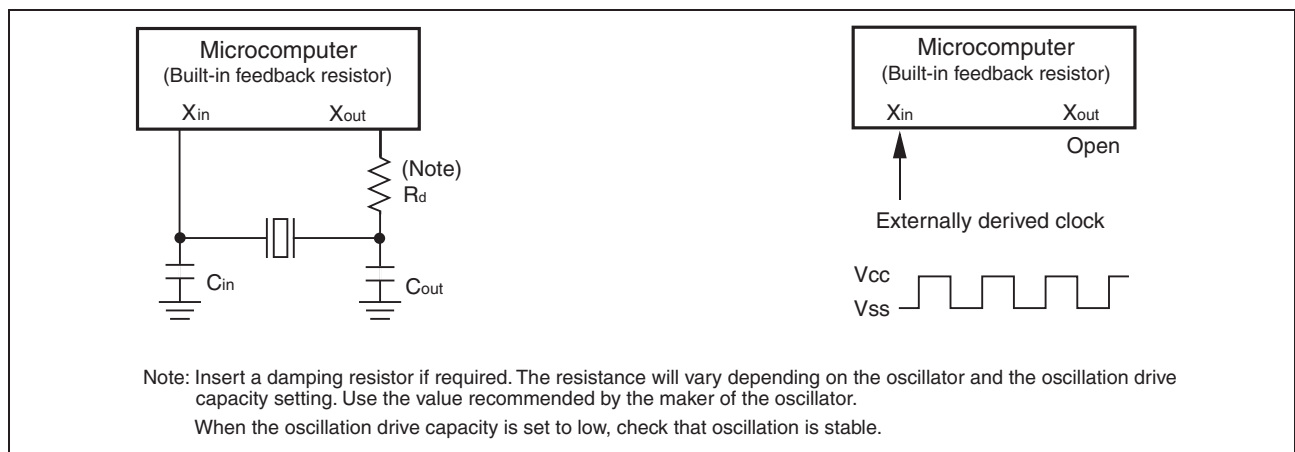 Microcomputer
(Built-in feedback resistor)
Xin Xout
(Note)
Rd
Cin
Cout
Microcomputer
(Built-in feedback resistor)
Xin Xout
Open
Externally derived clock
Vcc
Vss
Note: Insert a damping resistor if required. The resistance will vary depending on the oscillator and the oscillation drive
capacity setting. Use the value recommended by the maker of the oscillator.
When the oscillation drive capacity is set to low, check that oscillation is stable.